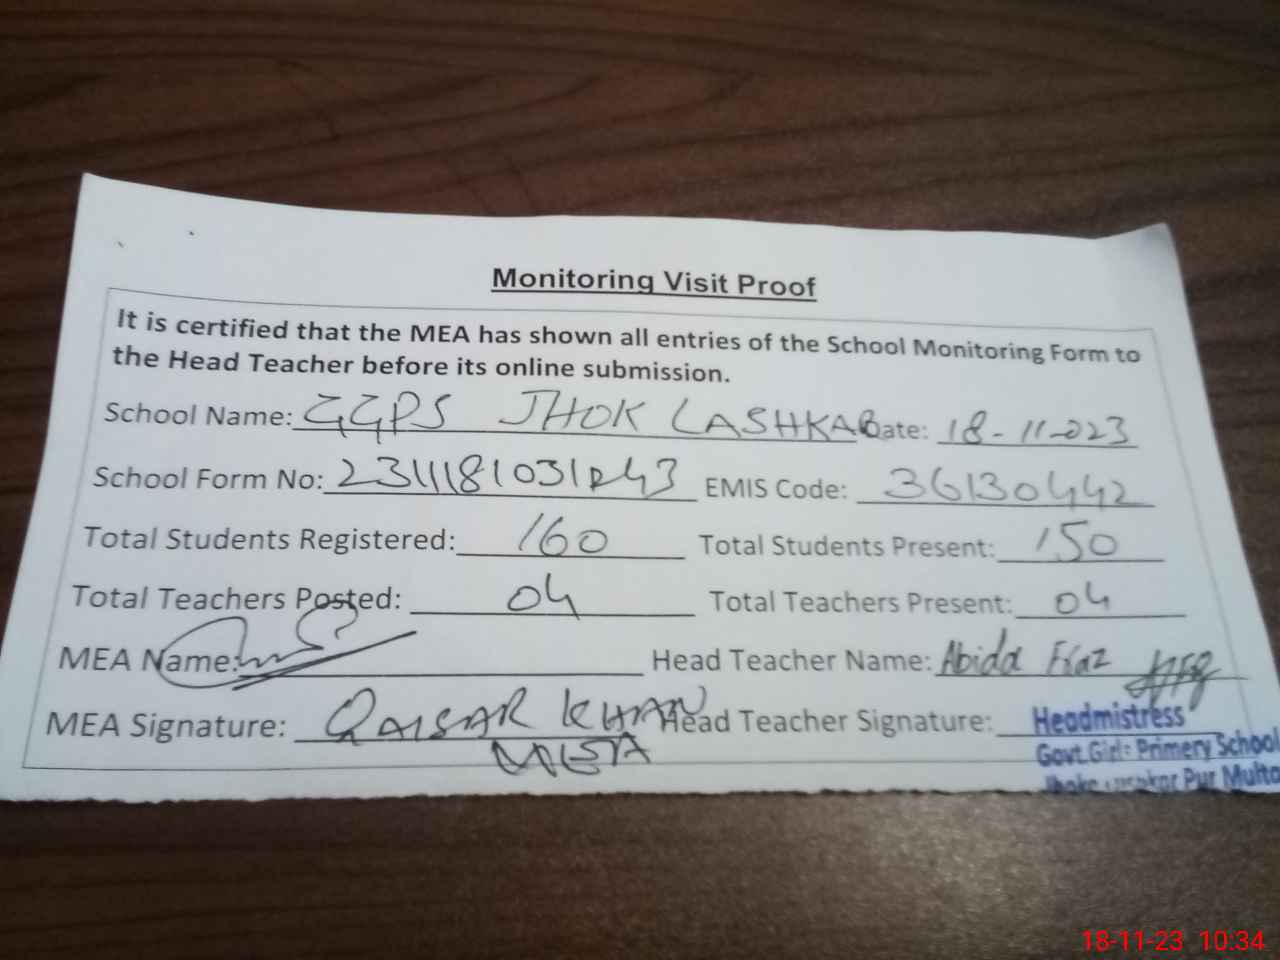 Monitoring Visit Proof
It is certified that the MEA has shown all entries of the School Monitoring Form to
the Head Teacher before its online submission.
School Name: GGPS JHOK LASHKAR Date: 18-11-023
School Form No: EMIS Code: 36130442
Total Students Registered: 160 Total Students Present: 150
Total Teachers Posted: 04 Total Teachers Present: 04
MEA Name: Head Teacher Name: Abida
MEA Signature: QAISAR KHAN Head Teacher Signature:
MEA
Headmistress
Govt. Girls Primery School
Pur Multa
18-11-23 10:34